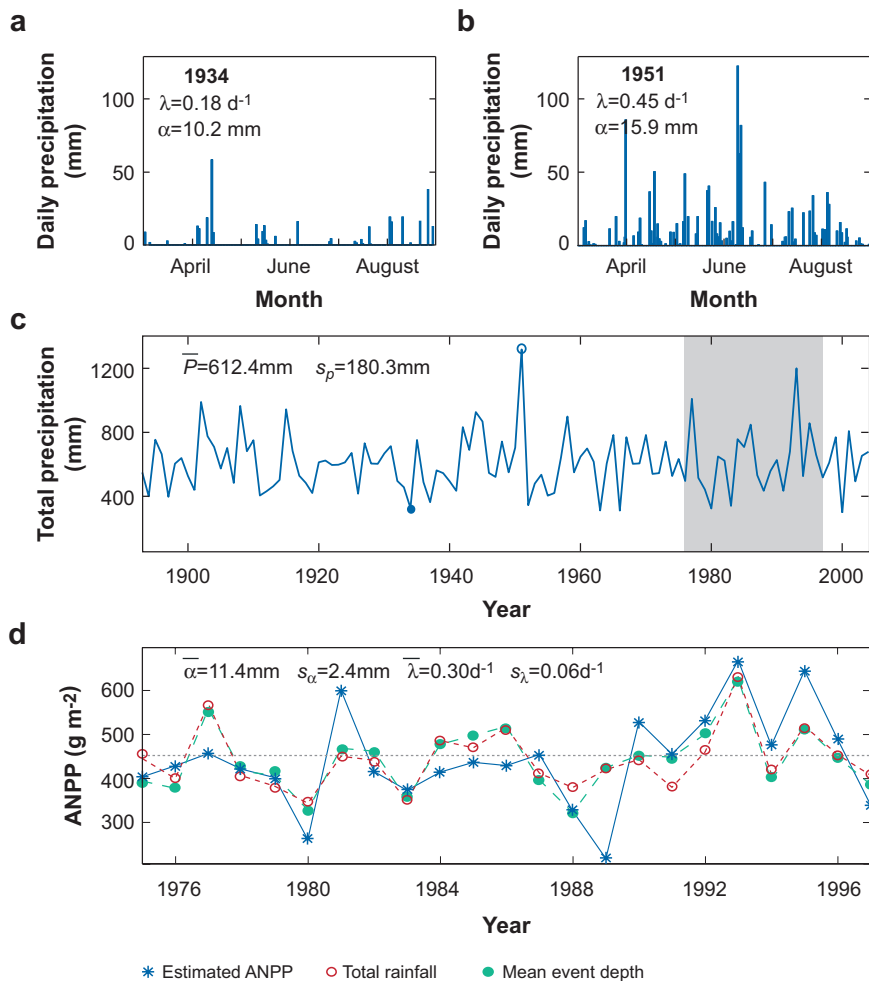 a
Daily precipitation
(mm)
100
50
0
1934
λ=0.18 d-1
α=10.2 mm
April
June
August
Month
b
Daily precipitation
(mm)
100
50
0
1951
λ=0.45 d-1
α=15.9 mm
April
June
August
Month
c
Total precipitation
(mm)
1200
800
400
P̅=612.4mm
sp=180.3mm
1900
1920
1940
1960
1980
2000
Year
d
ANPP (g m-2)
600
500
400
300
α̅=11.4mm
sα=2.4mm
λ̅=0.30d-1
sλ=0.06d-1
1976
1980
1984
1988
1992
1996
Year
Estimated ANPP
Total rainfall
Mean event depth